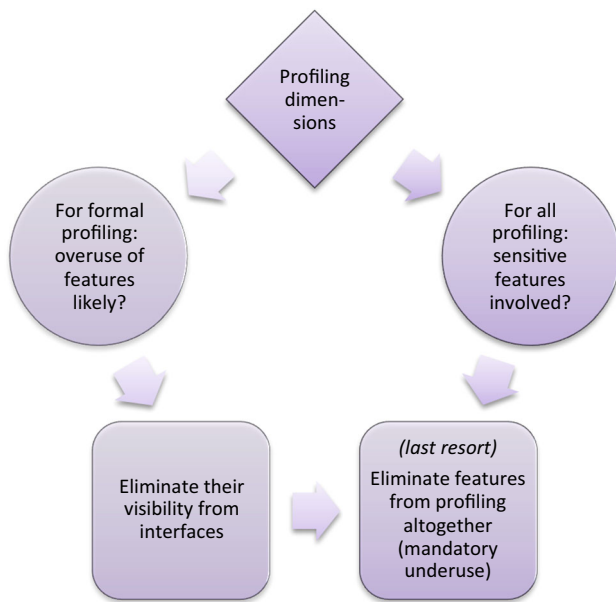 Profiling
dimen-
sions
For formal
profiling:
overuse of
features
likely?
For all
profiling:
sensitive
features
involved?
Eliminate their
visibility from
interfaces
(last resort)
Eliminate features
from profiling
altogether
(mandatory
underuse)